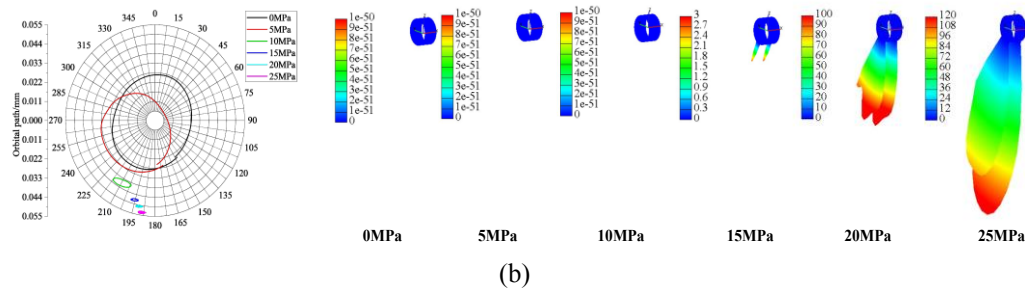 0.055
0.044
0.033
0.022
0.011
0.000
0.011
0.022
0.033
0.044
0.055
Orbital path/mm
0
15
30
45
60
75
90
105
120
135
150
165
180
195
210
225
240
255
270
285
300
315
330
345
0MPa
5MPa
10MPa
15MPa
20MPa
25MPa
1e-50
9e-51
8e-51
7e-51
6e-51
5e-51
4e-51
3e-51
2e-51
1e-51
0
1e-50
9e-51
8e-51
7e-51
6e-51
5e-51
4e-51
3e-51
2e-51
1e-51
0
1e-50
9e-51
8e-51
7e-51
6e-51
5e-51
4e-51
3e-51
2e-51
1e-51
0
3
2.7
2.4
2.1
1.8
1.5
1.2
0.9
0.6
0.3
0
100
90
80
70
60
50
40
30
20
10
0
120
108
96
84
72
60
48
36
24
12
0
0MPa
5MPa
10MPa
15MPa
20MPa
25MPa
(b)